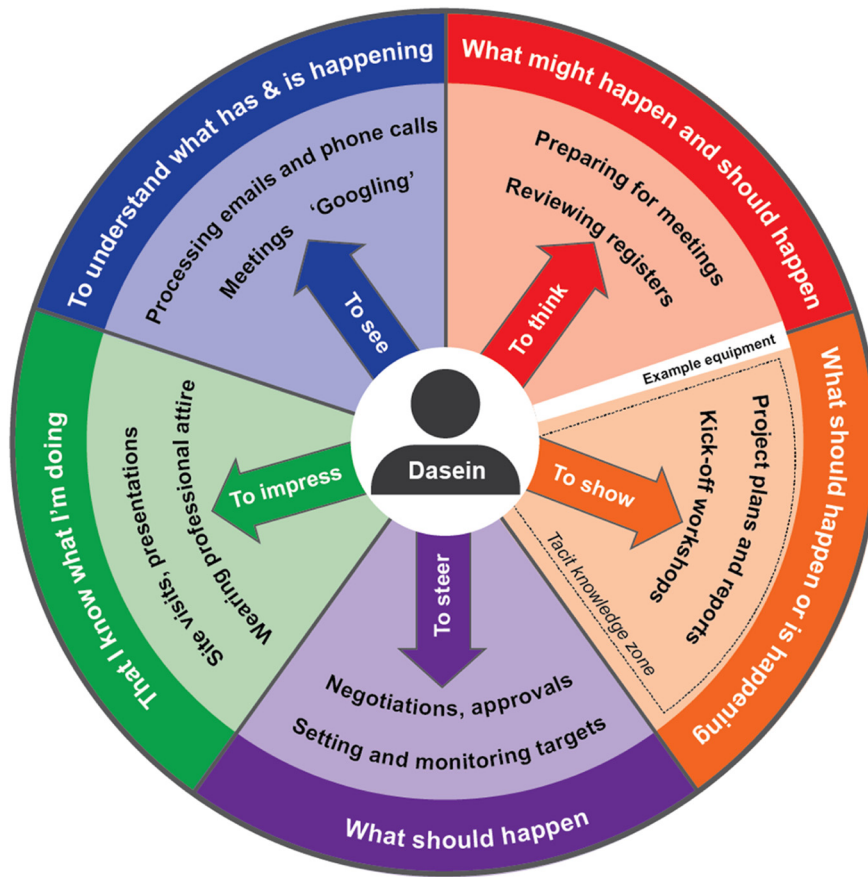 To understand what has & is happening
Processing emails and phone calls
Meetings
‘Googling’
To see
What might happen and should happen
Preparing for meetings
Reviewing registers
To think
Example equipment
What should happen or is happening
Project plans and reports
Kick-off workshops
To show
Tacit knowledge zone
Dasein
To steer
Negotiations, approvals
Setting and monitoring targets
What should happen
To impress
Wearing professional attire
Site visits, presentations
That I know what I’m doing